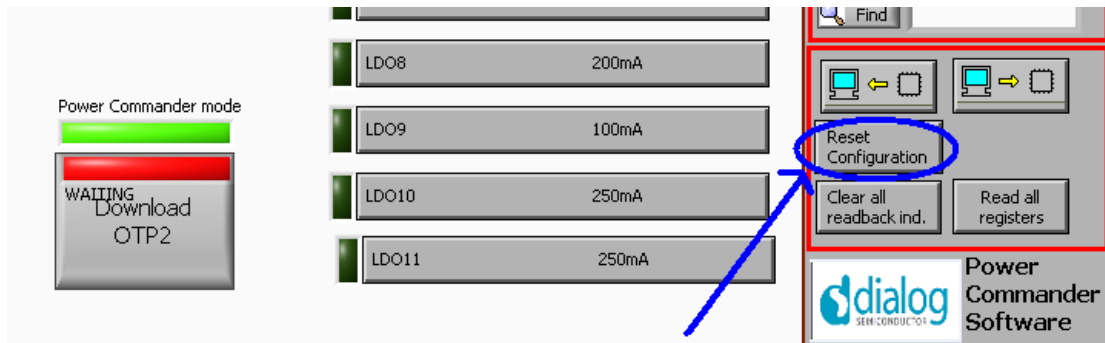 Find
LDO8 200mA
Power Commander mode
LDO9 100mA
Reset
Configuration
WAITING
Download
OTP2
LDO10 250mA
Clear all
readback ind.
Read all
registers
LDO11 250mA
dialog
SEMICONDUCTOR
Power
Commander
Software